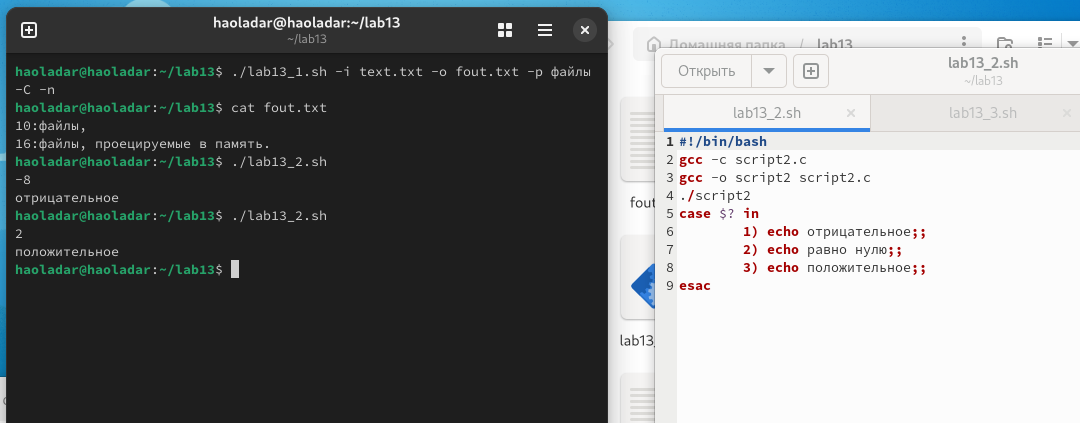 haoladar@haoladar:~/lab13
~/lab13
haoladar@haoladar:~/lab13$ ./lab13_1.sh -i text.txt -o fout.txt -p файлы
-C -n
haoladar@haoladar:~/lab13$ cat fout.txt
10:файлы,
16:файлы, проецируемые в память.
haoladar@haoladar:~/lab13$ ./lab13_2.sh
-8
отрицательное
haoladar@haoladar:~/lab13$ ./lab13_2.sh
2
положительное
haoladar@haoladar:~/lab13$
Домашняя папка / lab13
fout
lab13_
Открыть
lab13_2.sh
~/lab13
lab13_2.sh
lab13_3.sh
1 #!/bin/bash
2 gcc -c script2.c
3 gcc -o script2 script2.c
4 ./script2
5 case $? in
6 1) echo отрицательное;;
7 2) echo равно нулю;;
8 3) echo положительное;;
9 esac